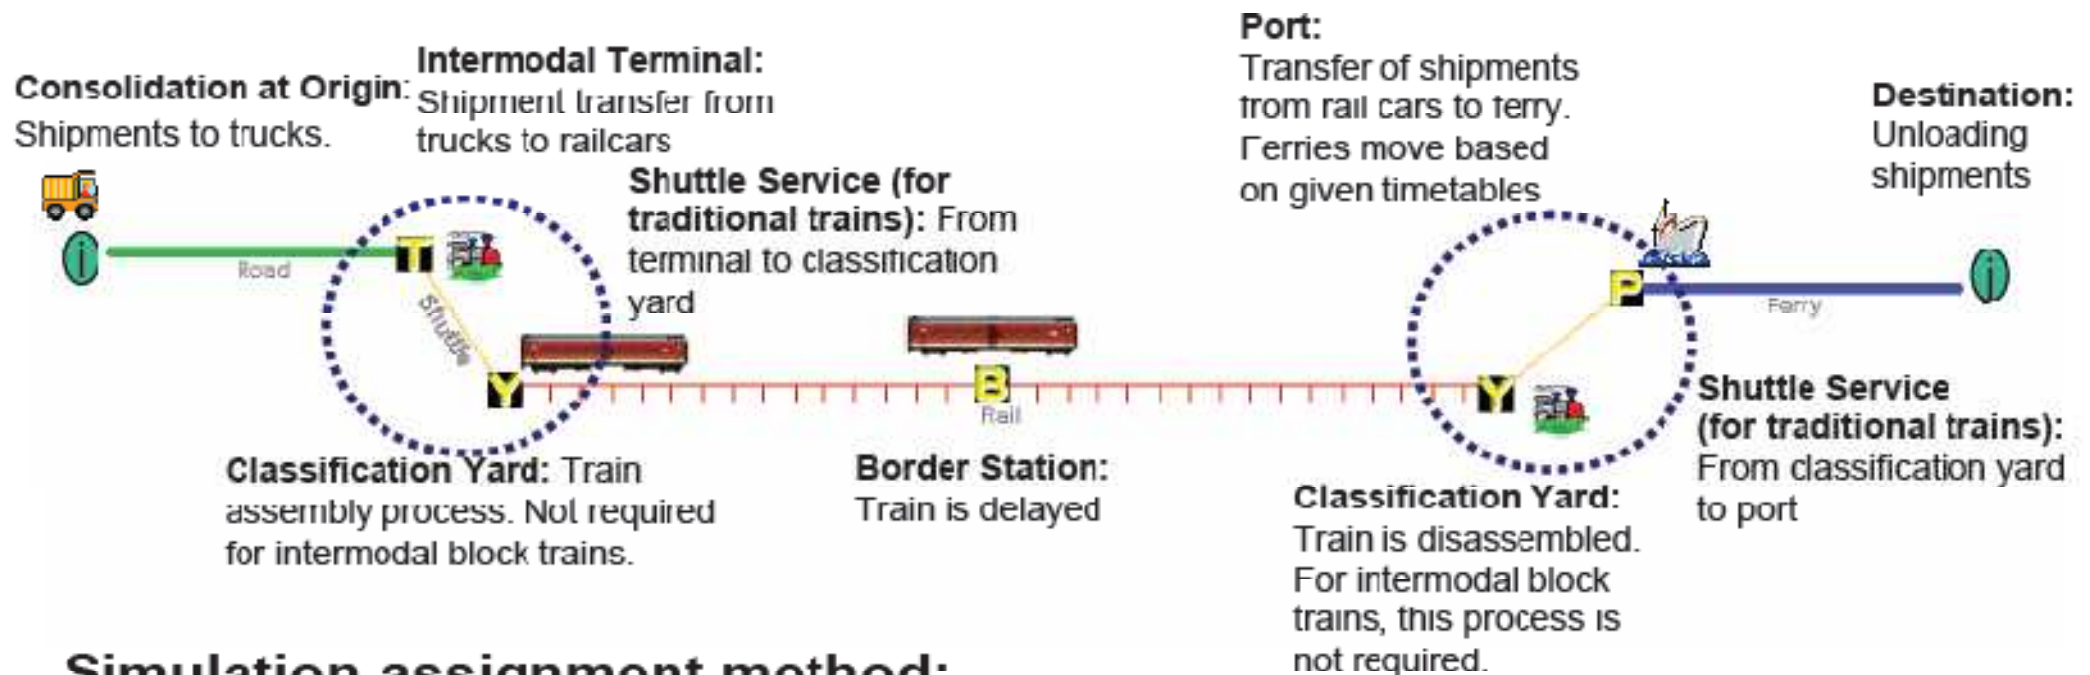 Consolidation at Origin:
Shipments to trucks.
Intermodal Terminal:
Shipment transfer from
trucks to railcars
Shuttle Service (for
traditional trains): From
terminal to classification
yard
Port:
Transfer of shipments
from rail cars to ferry.
Ferries move based
on given timetables
Destination:
Unloading
shipments
i
Road
T
Shuttle
Y
B
Rail
Y
P
Ferry
i
Classification Yard: Train
assembly process. Not required
for intermodal block trains.
Border Station:
Train is delayed
Classification Yard:
Train is disassembled.
For intermodal block
trains, this process is
not required.
Shuttle Service
(for traditional trains):
From classification yard
to port
Simulation assignment method: